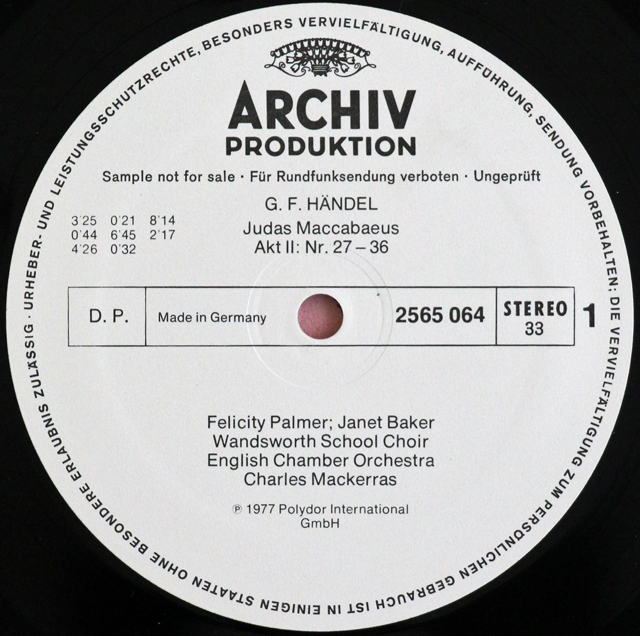 URHEBER- UND LEISTUNGSSCHUTZRECHTE, BESONDERS VERVIELFÄLTIGUNG, AUFFÜHRUNG, SENDUNG VORBEHALTEN; DIE VERVIELFÄLTIGUNG ZUM PERSÖNLICHEN GEBRAUCH IST IN EINIGEN STAATEN OHNE BESONDERE ERLAUBNIS ZULÄSSIG ·
ARCHIV
PRODUKTION
Sample not for sale · Für Rundfunksendung verboten · Ungeprüft
G. F. HÄNDEL
Judas Maccabaeus
Akt II: Nr. 27 – 36
3'25 0'21 8'14
0'44 6'45 2'17
4'26 0'32
D. P. Made in Germany 2565 064 STEREO 1
33
Felicity Palmer; Janet Baker
Wandsworth School Choir
English Chamber Orchestra
Charles Mackerras
℗ 1977 Polydor International
GmbH